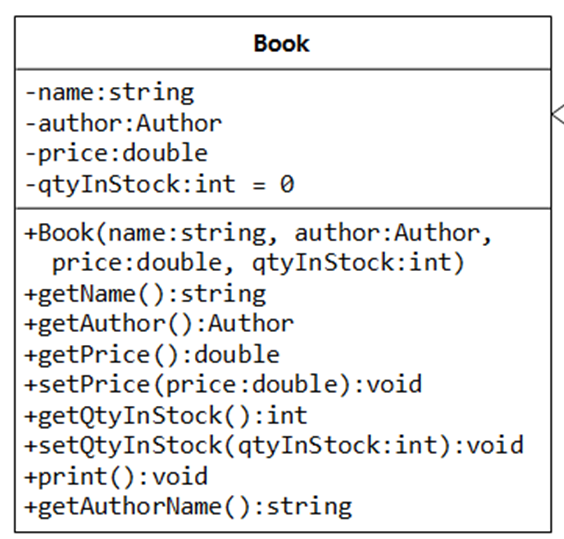 Book
-name:string
-author:Author
-price:double
-qtyInStock:int = 0
+Book(name:string, author:Author,
price:double, qtyInStock:int)
+getName():string
+getAuthor():Author
+getPrice():double
+setPrice(price:double):void
+getQtyInStock():int
+setQtyInStock(qtyInStock:int):void
+print():void
+getAuthorName():string